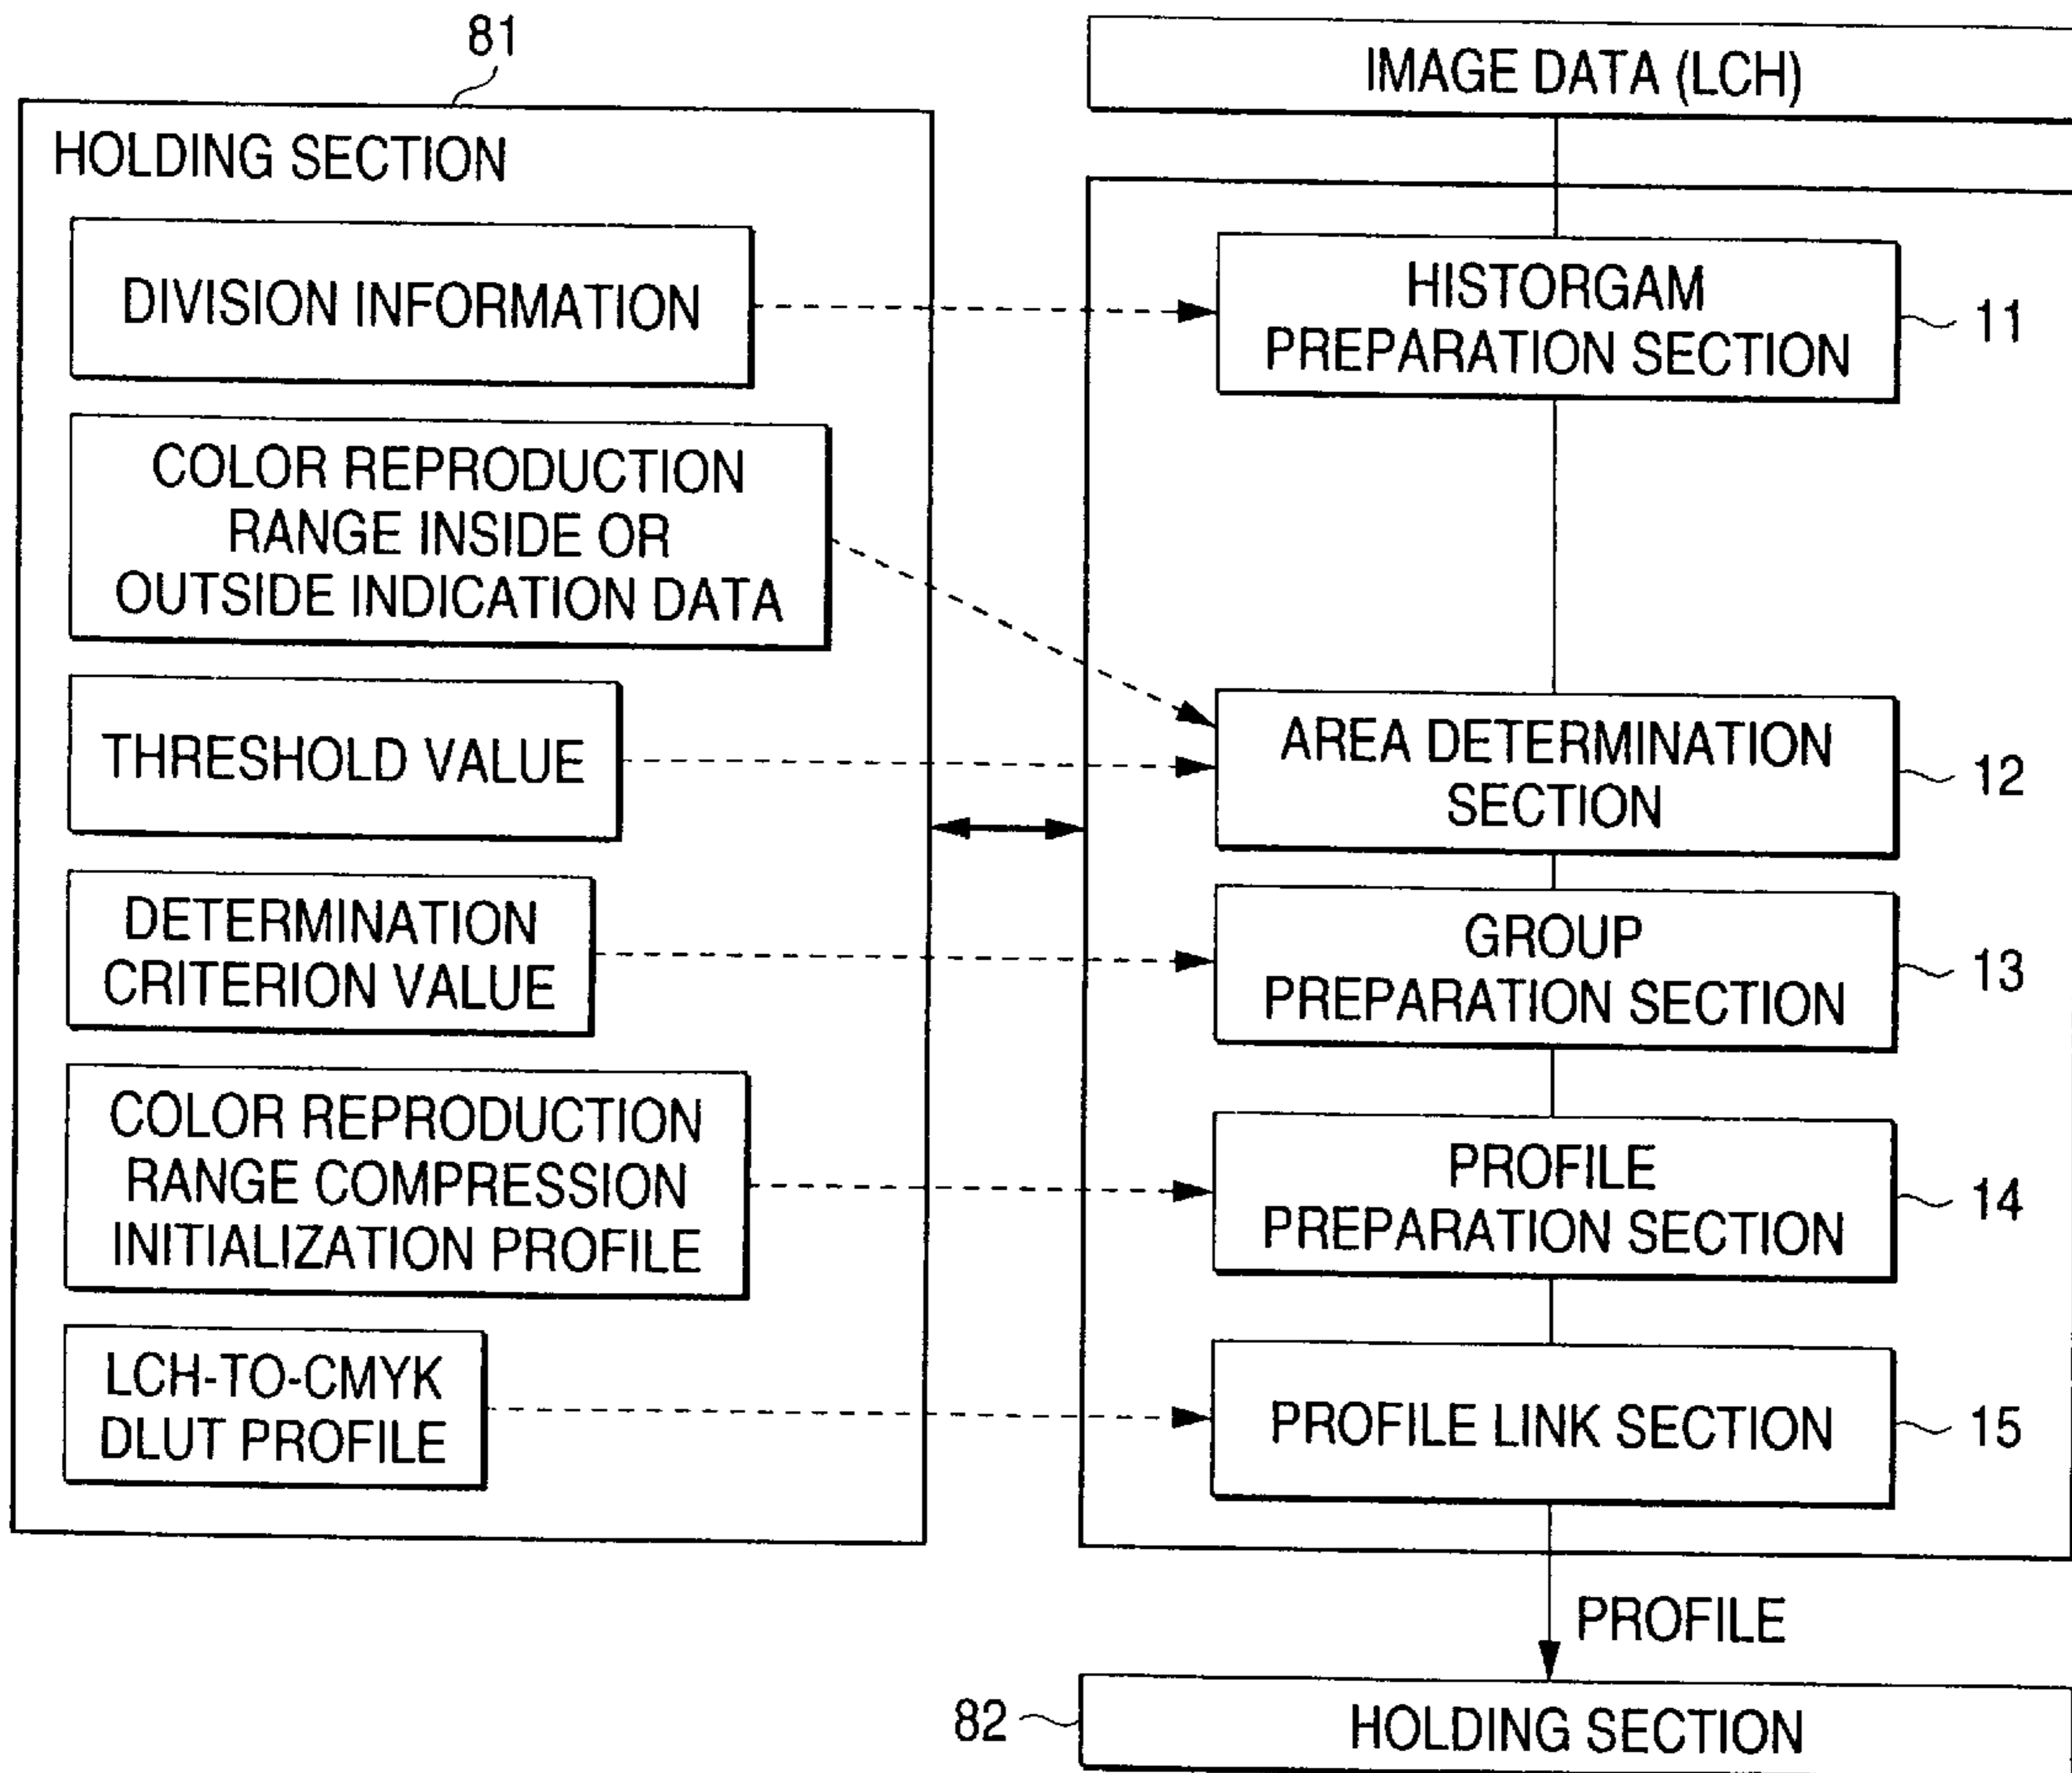 81
HOLDING SECTION
DIVISION INFORMATION
COLOR REPRODUCTION
RANGE INSIDE OR
OUTSIDE INDICATION DATA
THRESHOLD VALUE
DETERMINATION
CRITERION VALUE
COLOR REPRODUCTION
RANGE COMPRESSION
INITIALIZATION PROFILE
LCH-TO-CMYK
DLUT PROFILE
IMAGE DATA (LCH)
HISTORGAM
PREPARATION SECTION
11
AREA DETERMINATION
SECTION
12
GROUP
PREPARATION SECTION
13
PROFILE
PREPARATION SECTION
14
PROFILE LINK SECTION
15
PROFILE
82
HOLDING SECTION